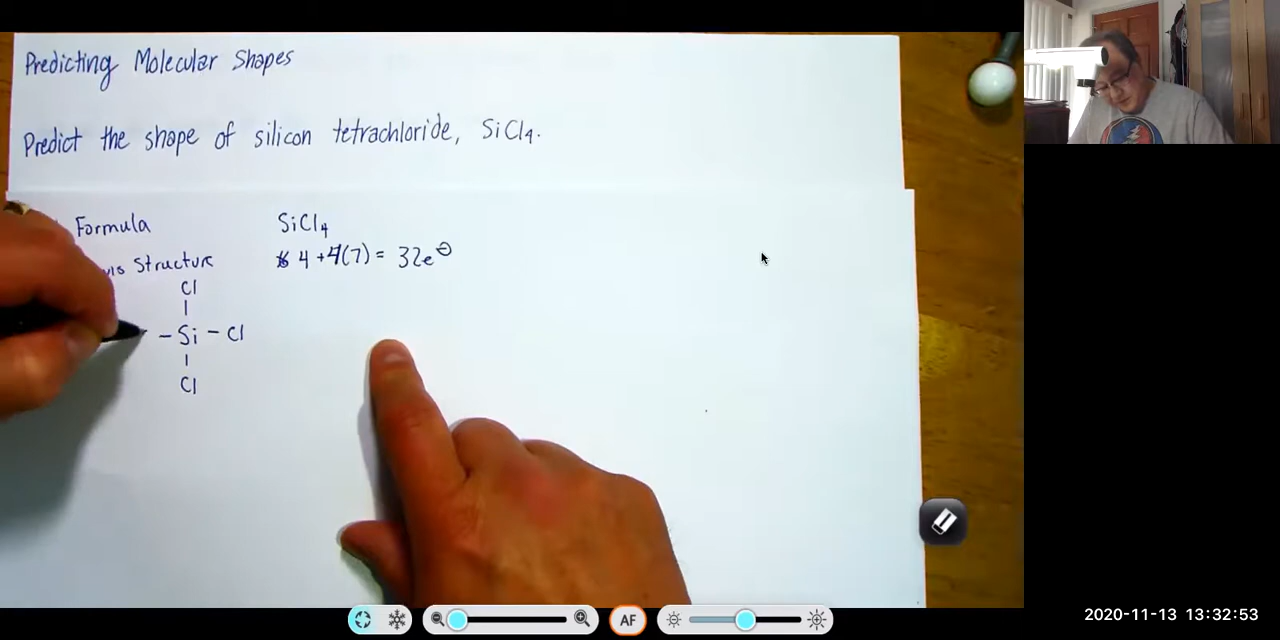 Predicting Molecular Shapes
Predict the shape of silicon tetrachloride, SiCl4.
Formula SiCl4
Structure 4 + 4(7) = 32e⊖
Cl
|
– Si – Cl
|
Cl
AF
2020-11-13 13:32:53